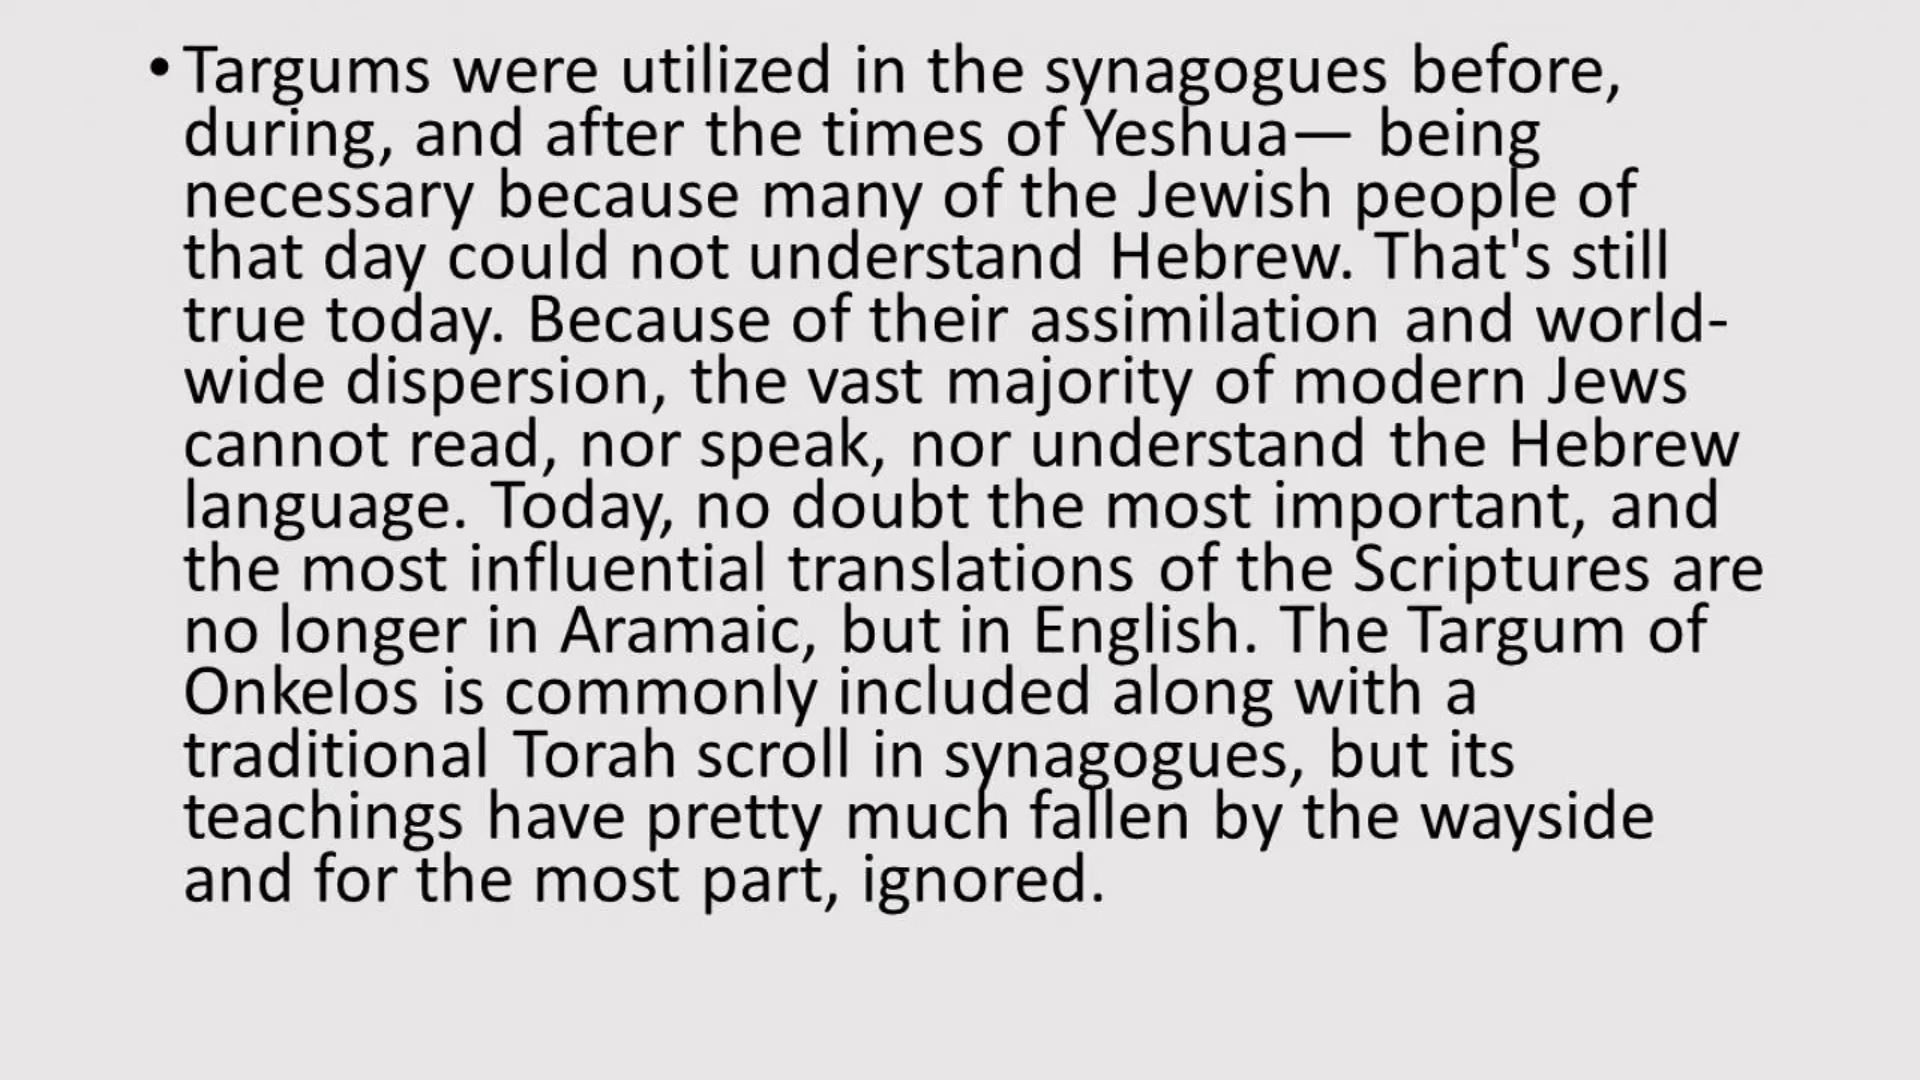 • Targums were utilized in the synagogues before,
during, and after the times of Yeshua— being
necessary because many of the Jewish people of
that day could not understand Hebrew. That's still
true today. Because of their assimilation and world-
wide dispersion, the vast majority of modern Jews
cannot read, nor speak, nor understand the Hebrew
language. Today, no doubt the most important, and
the most influential translations of the Scriptures are
no longer in Aramaic, but in English. The Targum of
Onkelos is commonly included along with a
traditional Torah scroll in synagogues, but its
teachings have pretty much fallen by the wayside
and for the most part, ignored.